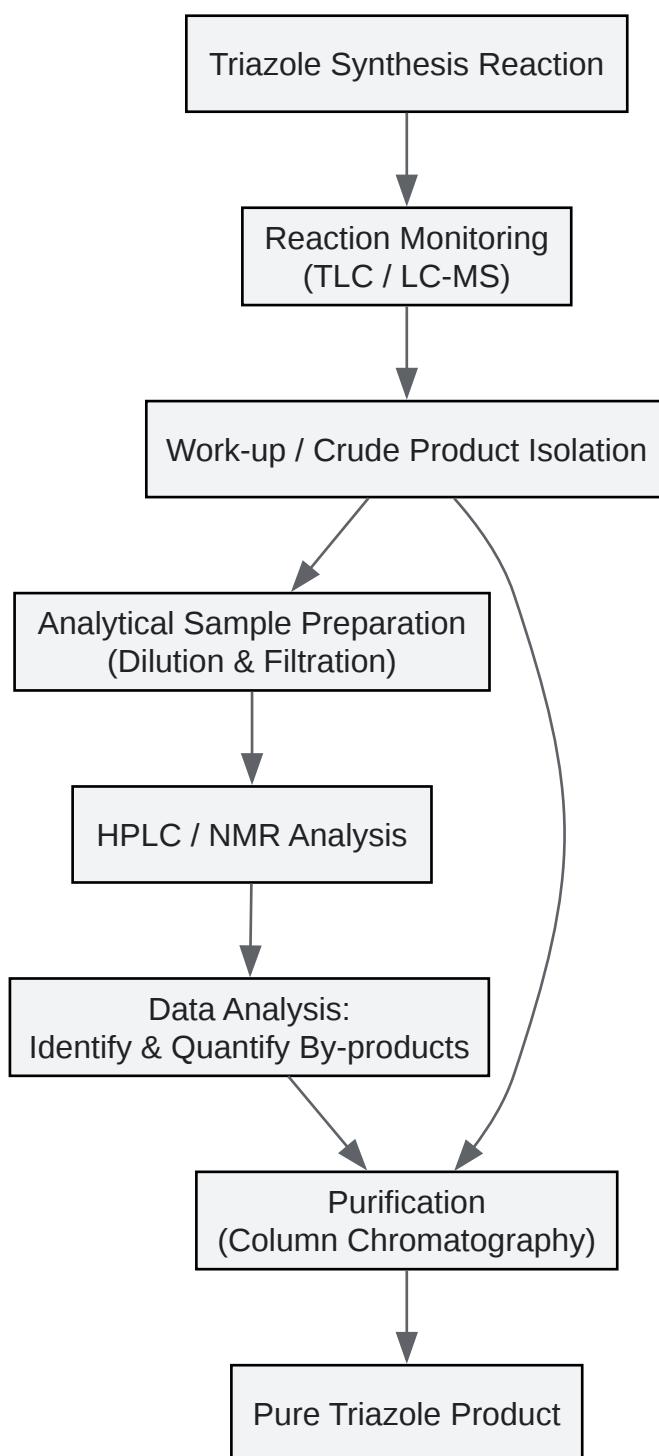 Triazole Synthesis Reaction
Reaction Monitoring
(TLC / LC-MS)
Work-up / Crude Product Isolation
Analytical Sample Preparation
(Dilution & Filtration)
HPLC / NMR Analysis
Data Analysis:
Identify & Quantify By-products
Purification
(Column Chromatography)
Pure Triazole Product